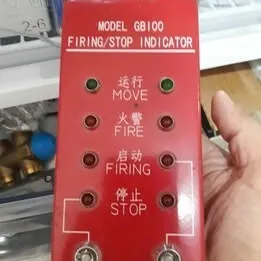 MODEL GB100
FIRING/STOP INDICATOR
运行
MOVE
火警
FIRE
启动
FIRING
停止
STOP
2-6